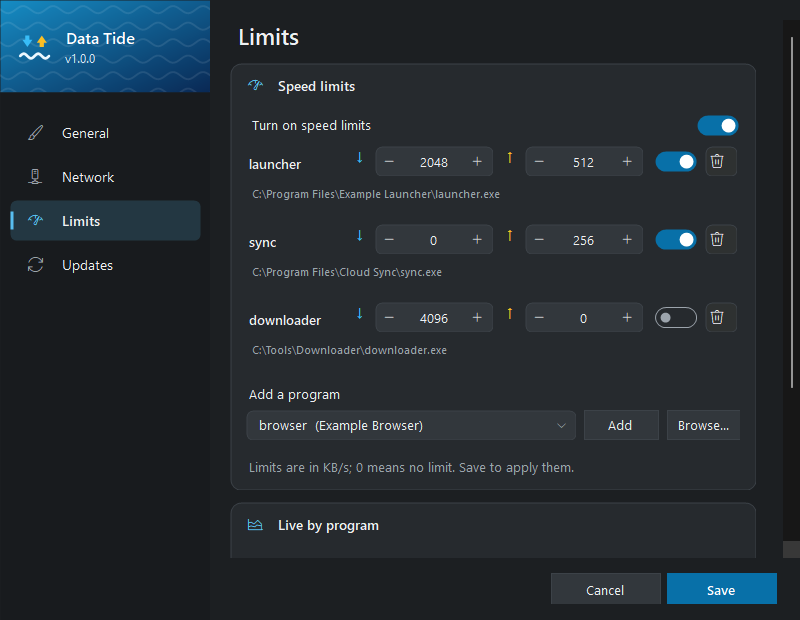 Data Tide
v1.0.0
General
Network
Limits
Updates
Limits
Speed limits
Turn on speed limits
launcher ↓ − 2048 + ↑ − 512 +
C:\Program Files\Example Launcher\launcher.exe
sync ↓ − 0 + ↑ − 256 +
C:\Program Files\Cloud Sync\sync.exe
downloader ↓ − 4096 + ↑ − 0 +
C:\Tools\Downloader\downloader.exe
Add a program
browser (Example Browser) Add Browse...
Limits are in KB/s; 0 means no limit. Save to apply them.
Live by program
Cancel Save